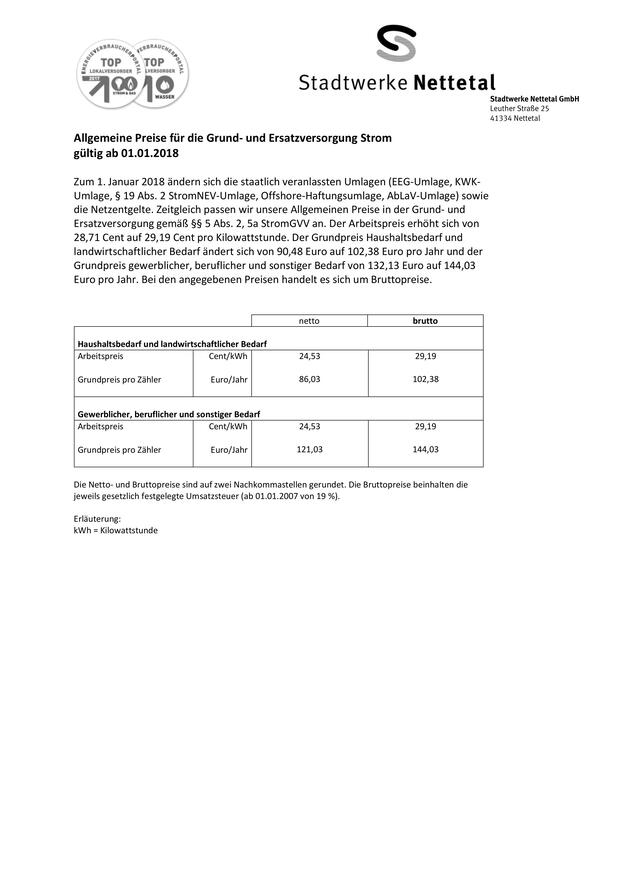 ENERGIEVERBRAUCHERPORTAL
TOP
LOKALVERSORGER
STROM & GAS
VERBRAUCHERPORTAL
TOP
LVERSORGER
10
WASSER
Stadtwerke Nettetal
Stadtwerke Nettetal GmbH
Leuther Straße 25
41334 Nettetal
Allgemeine Preise für die Grund- und Ersatzversorgung Strom
gültig ab 01.01.2018
Zum 1. Januar 2018 ändern sich die staatlich veranlassten Umlagen (EEG-Umlage, KWK-
Umlage, § 19 Abs. 2 StromNEV-Umlage, Offshore-Haftungsumlage, AbLaV-Umlage) sowie
die Netzentgelte. Zeitgleich passen wir unsere Allgemeinen Preise in der Grund- und
Ersatzversorgung gemäß §§ 5 Abs. 2, 5a StromGVV an. Der Arbeitspreis erhöht sich von
28,71 Cent auf 29,19 Cent pro Kilowattstunde. Der Grundpreis Haushaltsbedarf und
landwirtschaftlicher Bedarf ändert sich von 90,48 Euro auf 102,38 Euro pro Jahr und der
Grundpreis gewerblicher, beruflicher und sonstiger Bedarf von 132,13 Euro auf 144,03
Euro pro Jahr. Bei den angegebenen Preisen handelt es sich um Bruttopreise.
netto brutto
Haushaltsbedarf und landwirtschaftlicher Bedarf
Arbeitspreis Cent/kWh 24,53 29,19
Grundpreis pro Zähler Euro/Jahr 86,03 102,38
Gewerblicher, beruflicher und sonstiger Bedarf
Arbeitspreis Cent/kWh 24,53 29,19
Grundpreis pro Zähler Euro/Jahr 121,03 144,03
Die Netto- und Bruttopreise sind auf zwei Nachkommastellen gerundet. Die Bruttopreise beinhalten die
jeweils gesetzlich festgelegte Umsatzsteuer (ab 01.01.2007 von 19 %).
Erläuterung:
kWh = Kilowattstunde